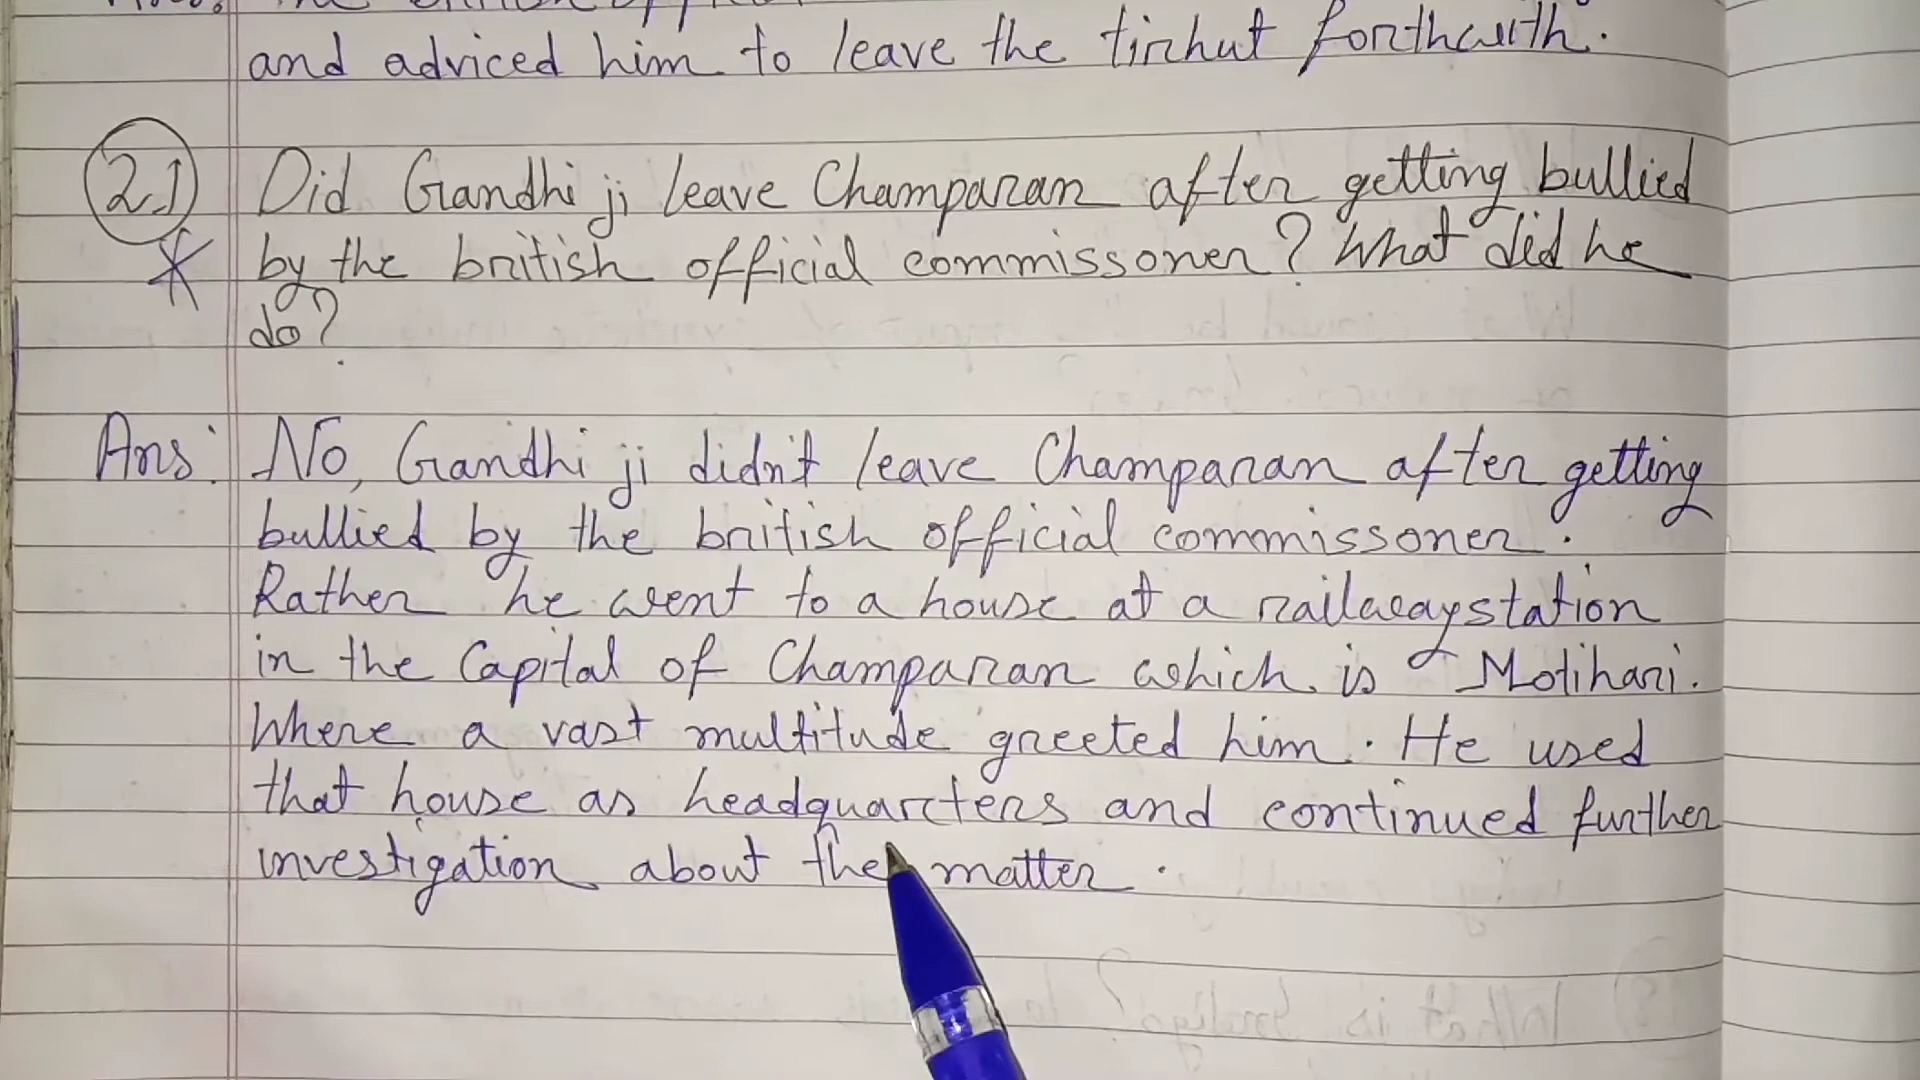 and adviced him to leave the tirhut forthwith.
21) Did Gandhi ji leave Champaran after getting bullied
by the british official commissoner? What did he
do?
Ans: No, Gandhi ji didn't leave Champaran after getting
bullied by the british official commissoner.
Rather he went to a house at a railwaystation
in the Capital of Champaran which is Motihari.
Where a vast multitude greeted him. He used
that house as headquarcters and continued further
investigation about the matter.